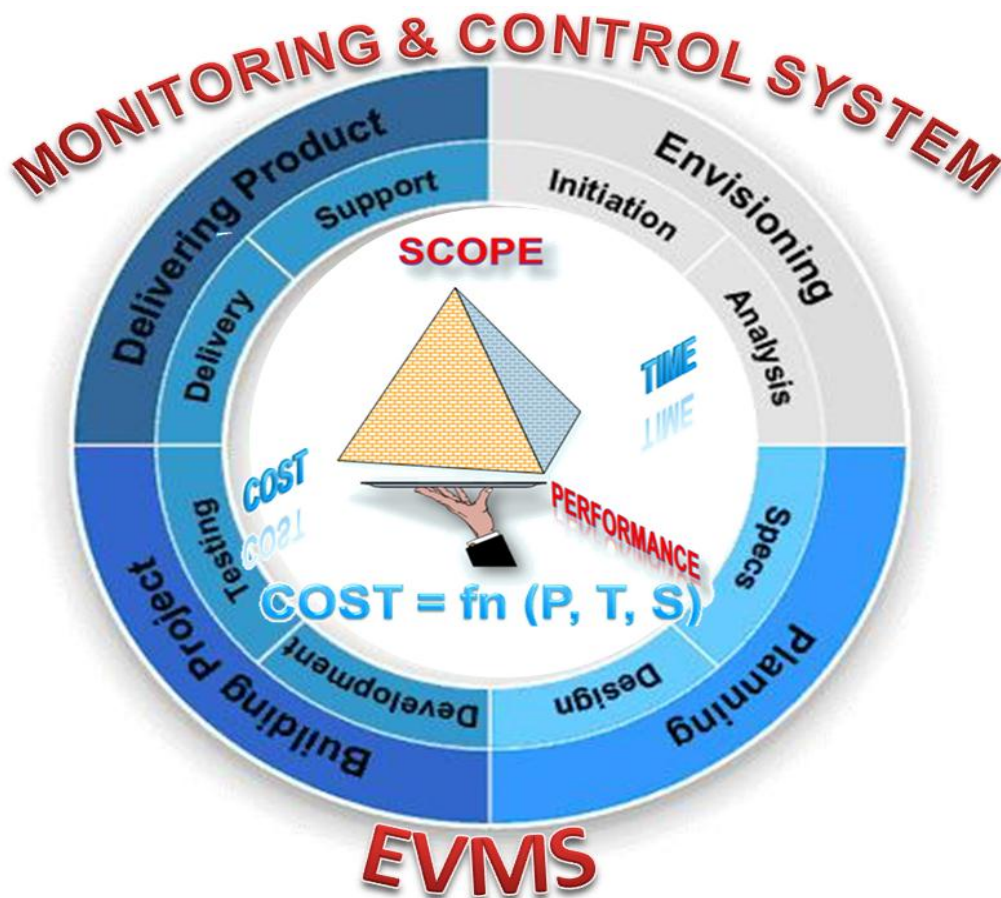 MONITORING & CONTROL SYSTEM
Envisioning
Initiation
Analysis
Planning
Specs
Design
Building Project
Development
Testing
Delivering Product
Delivery
Support
SCOPE
TIME
TIME
COST
COST
PERFORMANCE
COST = fn (P, T, S)
EVMS